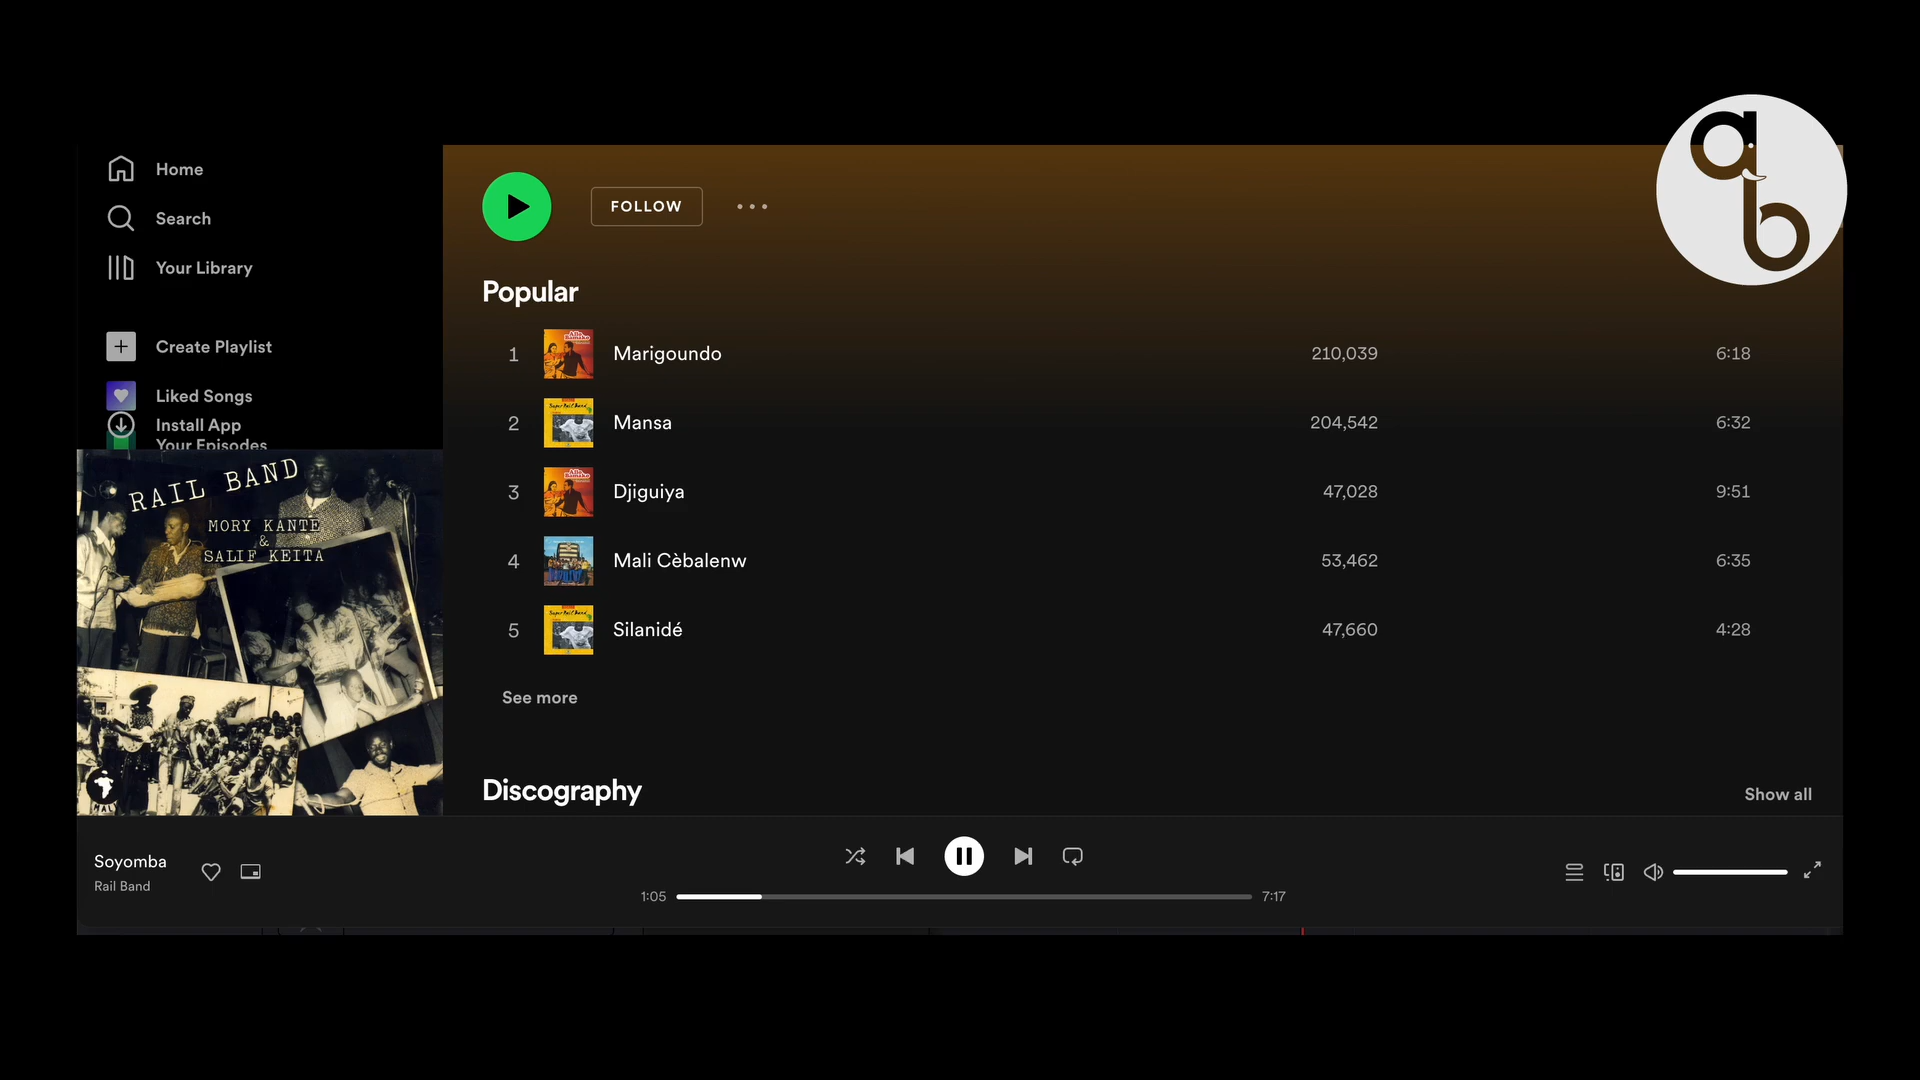 Home
Search
Your Library
Create Playlist
Liked Songs
Install App
Your Episodes
RAIL BAND
MORY KANTE
&
SALIF KEITA
MALI
Soyomba
Rail Band
FOLLOW
Popular
1 Marigoundo 210,039 6:18
2 Mansa 204,542 6:32
3 Djiguiya 47,028 9:51
4 Mali Cèbalenw 53,462 6:35
5 Silanidé 47,660 4:28
See more
Discography Show all
1:05 7:17
ab